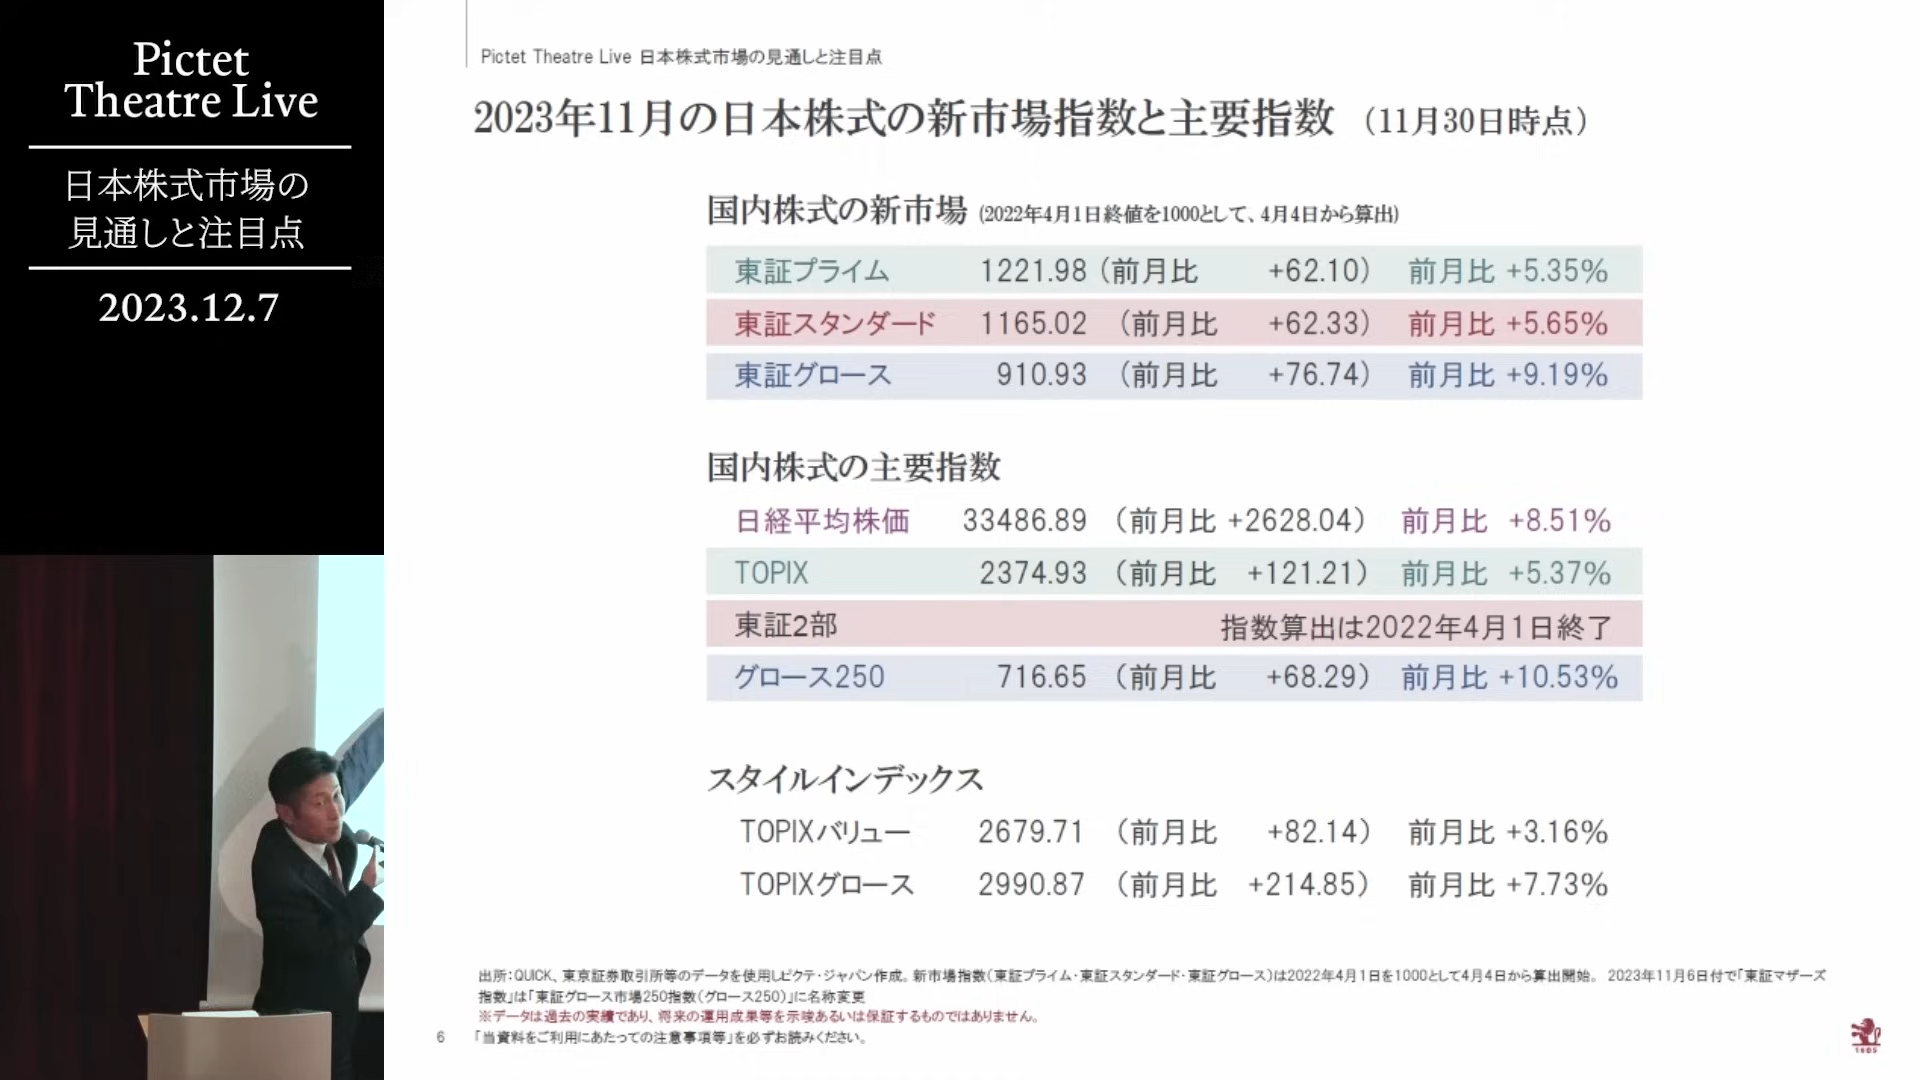 Pictet
Theatre Live
日本株式市場の
見通しと注目点
2023.12.7
Pictet Theatre Live 日本株式市場の見通しと注目点
2023年11月の日本株式の新市場指数と主要指数 （11月30日時点）
国内株式の新市場 (2022年4月1日終値を1000として、4月4日から算出)
東証プライム 1221.98 (前月比 +62.10) 前月比 +5.35%
東証スタンダード 1165.02 (前月比 +62.33) 前月比 +5.65%
東証グロース 910.93 (前月比 +76.74) 前月比 +9.19%
国内株式の主要指数
日経平均株価 33486.89 (前月比 +2628.04) 前月比 +8.51%
TOPIX 2374.93 (前月比 +121.21) 前月比 +5.37%
東証2部 指数算出は2022年4月1日終了
グロース250 716.65 (前月比 +68.29) 前月比 +10.53%
スタイルインデックス
TOPIXバリュー 2679.71 (前月比 +82.14) 前月比 +3.16%
TOPIXグロース 2990.87 (前月比 +214.85) 前月比 +7.73%
出所：QUICK、東京証券取引所等のデータを使用しピクテ・ジャパン作成。新市場指数（東証プライム・東証スタンダード・東証グロース）は2022年4月1日を1000として4月4日から算出開始。 2023年11月6日付で「東証マザーズ
指数」は「東証グロース市場250指数（グロース250）」に名称変更
※データは過去の実績であり、将来の運用成果等を示唆あるいは保証するものではありません。
6 「当資料をご利用にあたっての注意事項等」を必ずお読みください。
1805